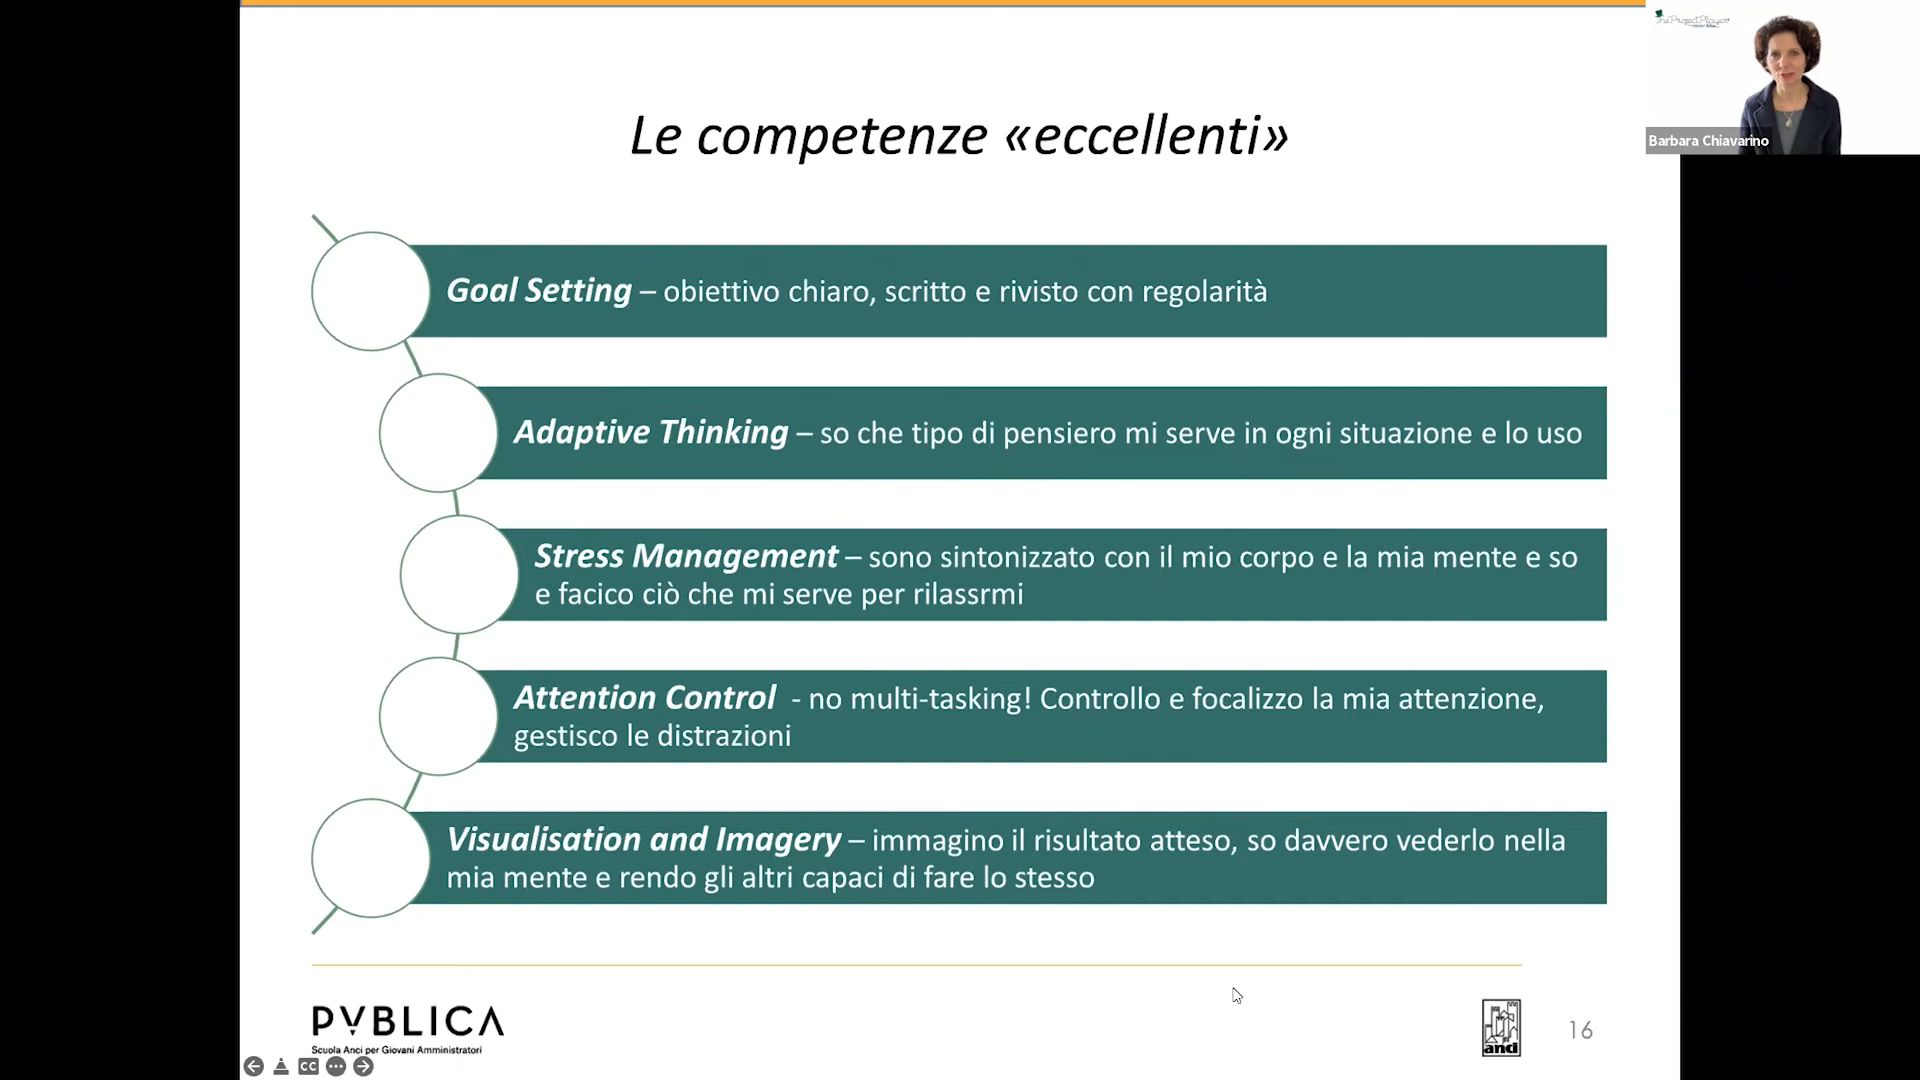 The Project Player
Barbara Chiavarino
Le competenze «eccellenti»
Goal Setting – obiettivo chiaro, scritto e rivisto con regolarità
Adaptive Thinking – so che tipo di pensiero mi serve in ogni situazione e lo uso
Stress Management – sono sintonizzato con il mio corpo e la mia mente e so
e facico ciò che mi serve per rilassrmi
Attention Control - no multi-tasking! Controllo e focalizzo la mia attenzione,
gestisco le distrazioni
Visualisation and Imagery – immagino il risultato atteso, so davvero vederlo nella
mia mente e rendo gli altri capaci di fare lo stesso
PVBLICA
Scuola Anci per Giovani Amministratori
anci
16
CC